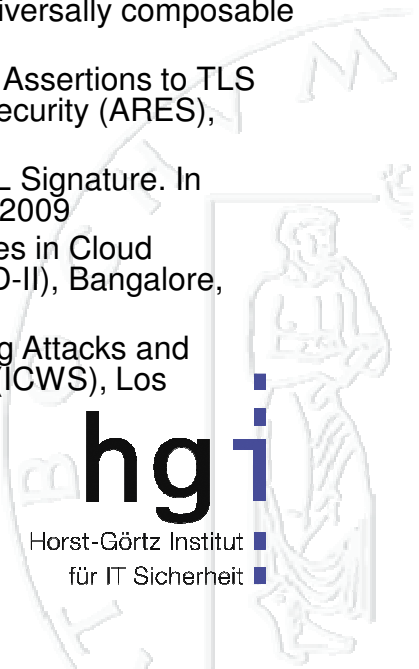 iversally composable
Assertions to TLS
ecurity (ARES),
L Signature. In
2009
es in Cloud
D-II), Bangalore,
g Attacks and
(ICWS), Los
hgi
Horst-Görtz Institut
für IT Sicherheit